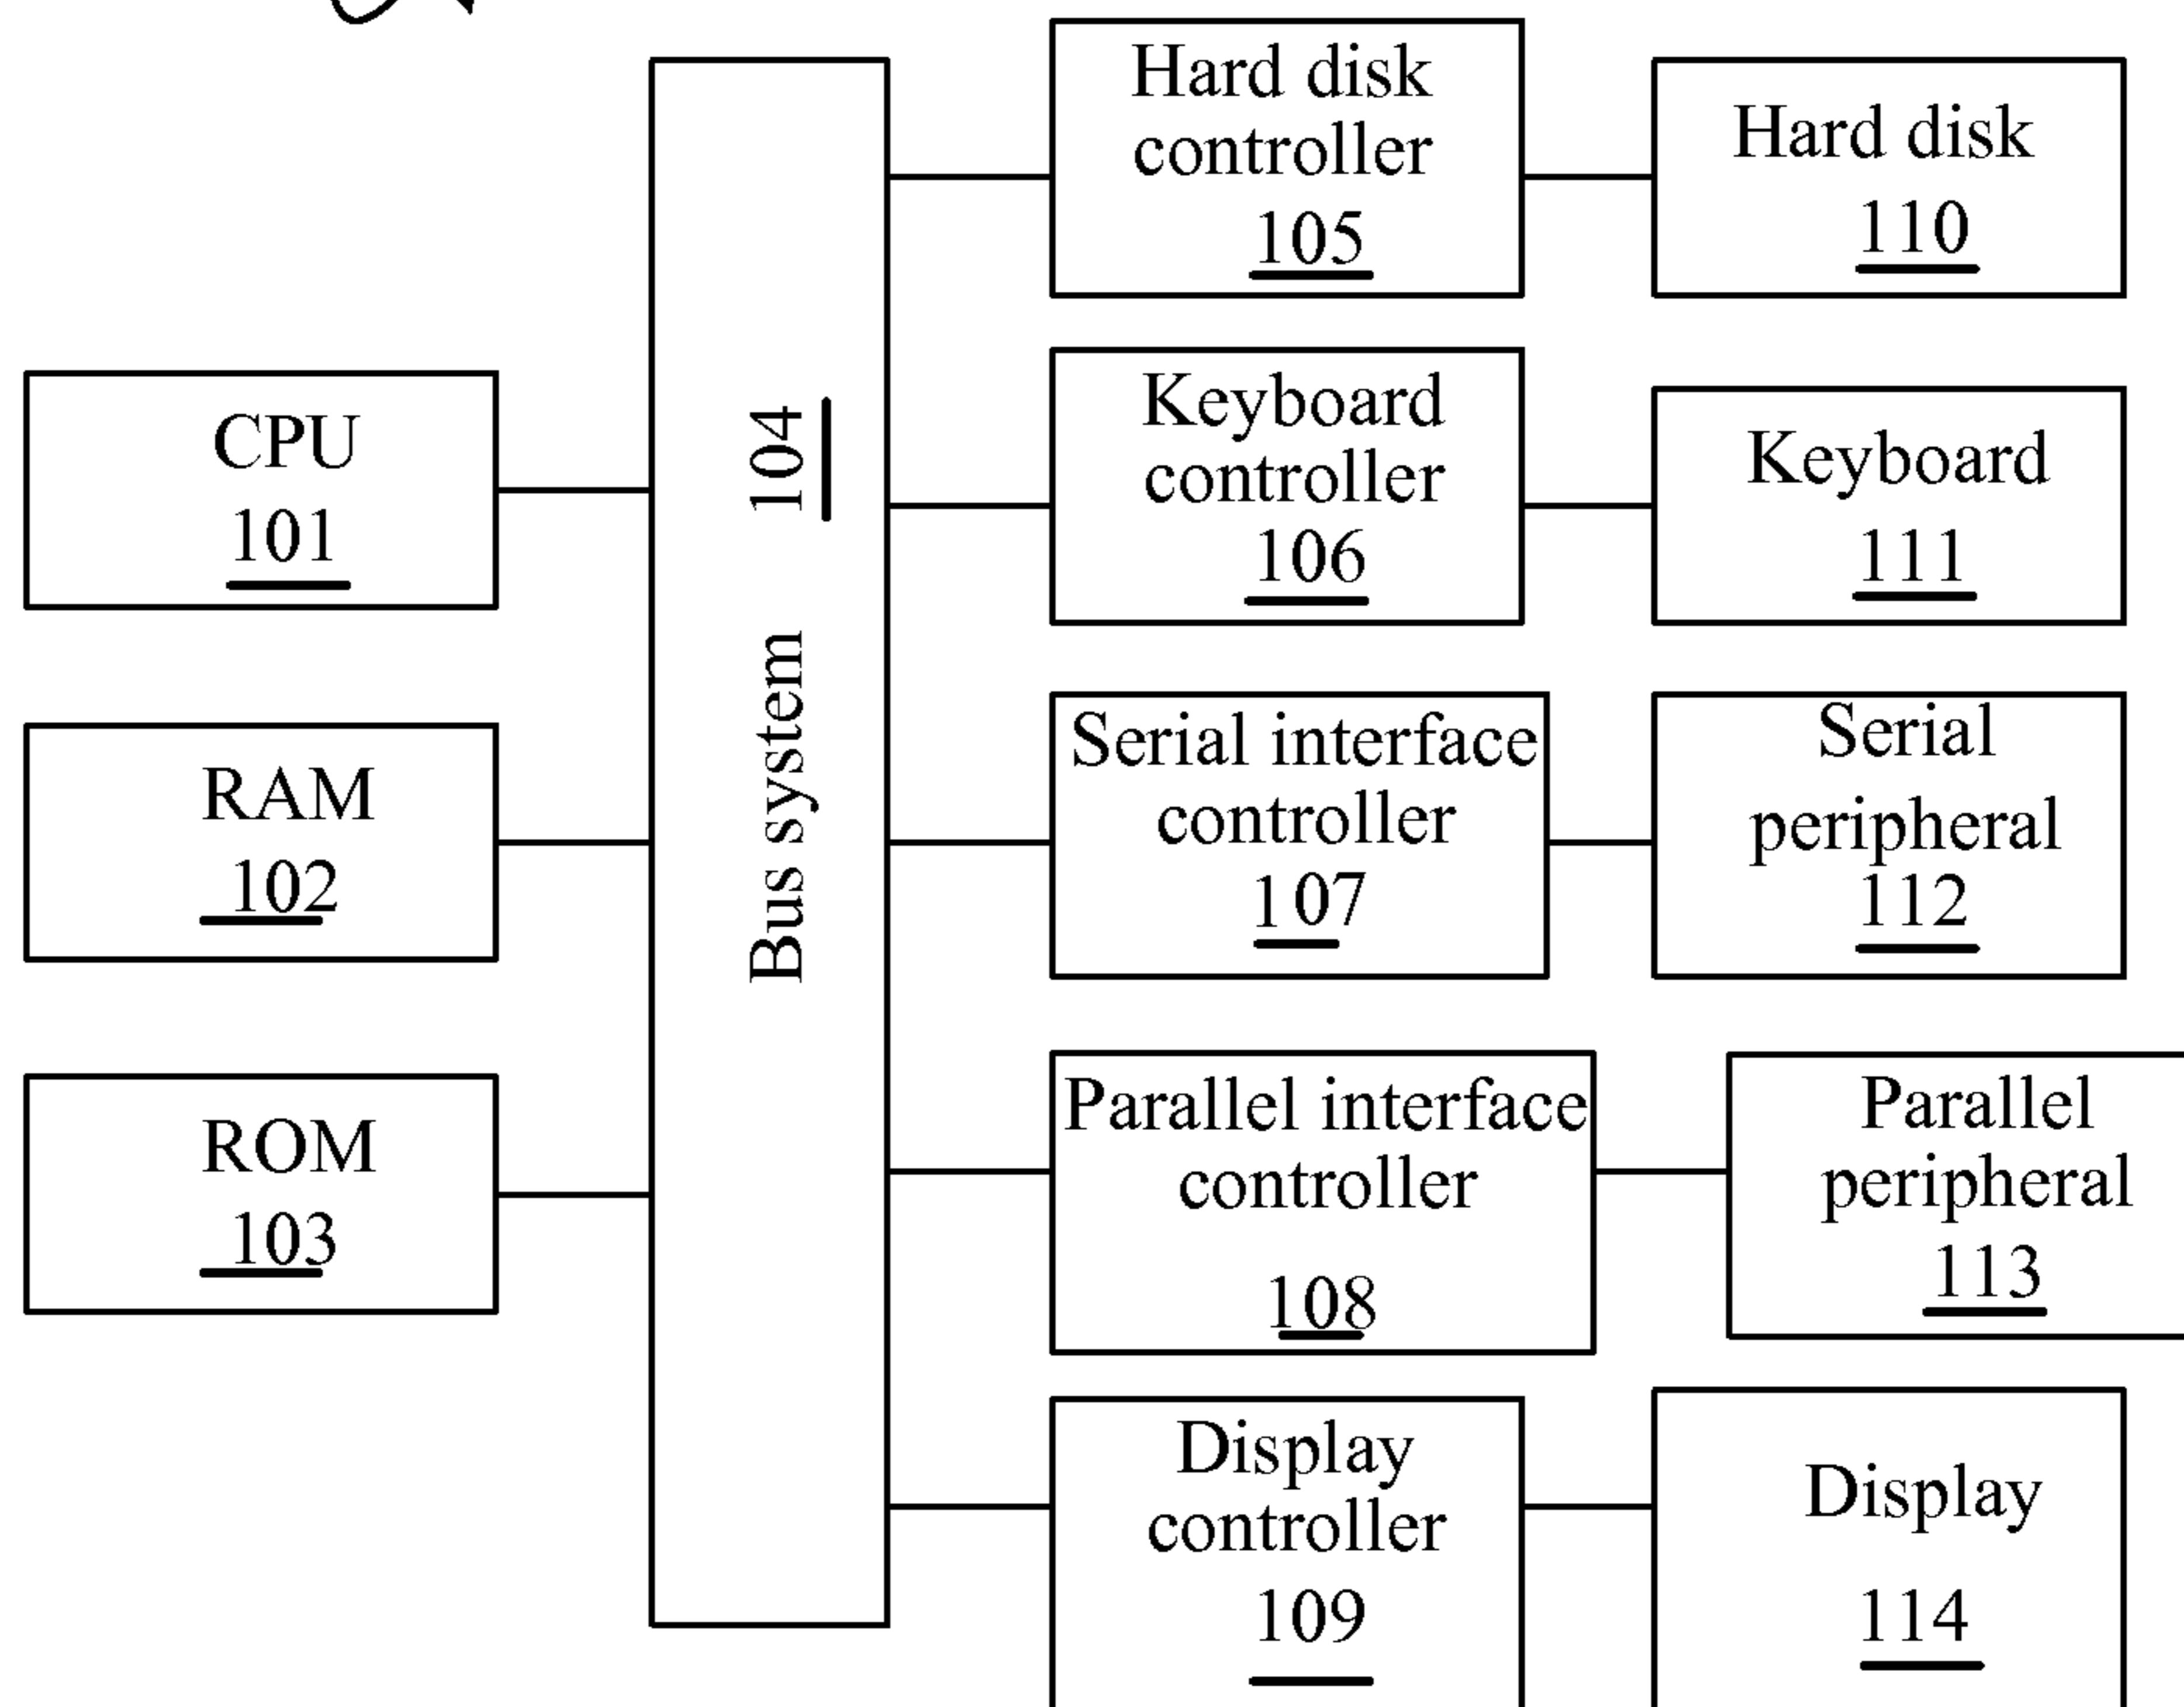 Hard disk
controller
105
Hard disk
110
CPU
101
Bus system 104
Keyboard
controller
106
Keyboard
111
RAM
102
Serial interface
controller
107
Serial
peripheral
112
ROM
103
Parallel interface
controller
108
Parallel
peripheral
113
Display
controller
109
Display
114